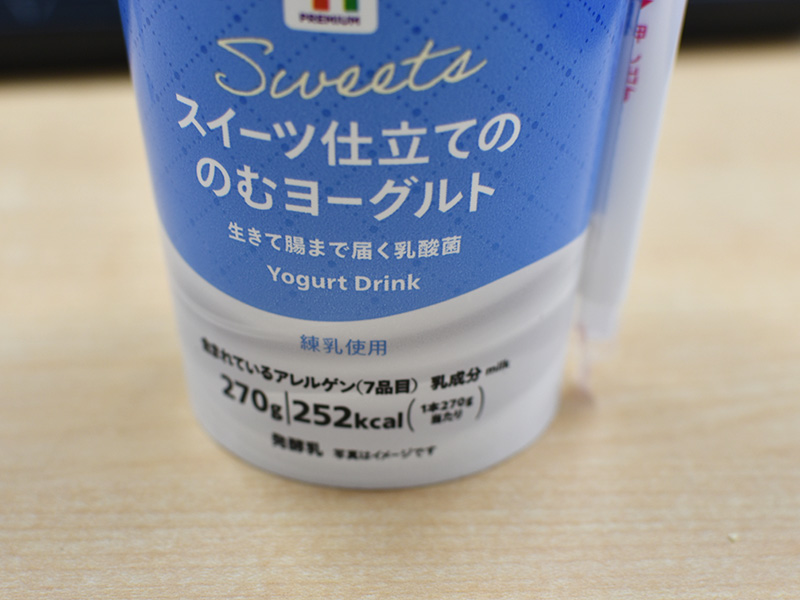 PREMIUM
Sweets
スイーツ仕立ての
のむヨーグルト
生きて腸まで届く乳酸菌
Yogurt Drink
練乳使用
含まれているアレルゲン(7品目) 乳成分 milk
270g|252kcal(1本270g当たり)
発酵乳 写真はイメージです